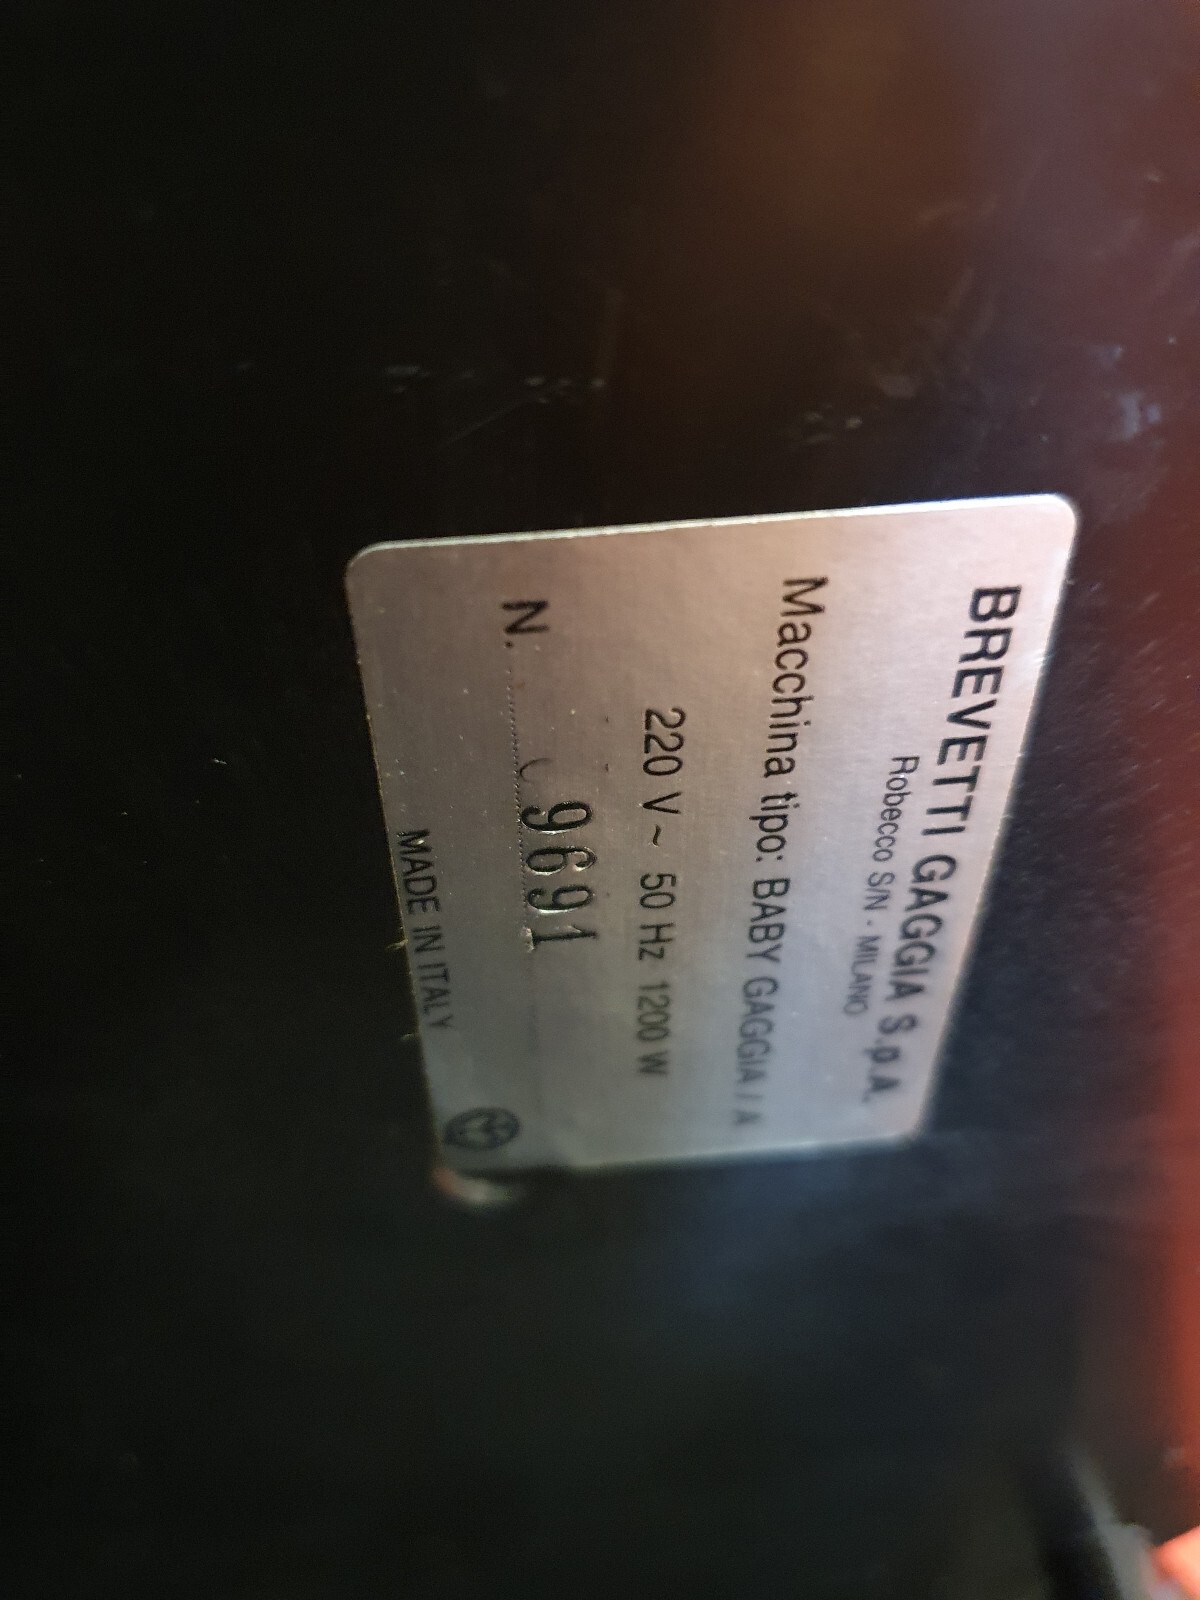 BREVETTI GAGGIA S.p.A.
Robecco S/N - MILANO
Macchina tipo: BABY GAGGIA / A
220 V ~ 50 Hz 1200 W
N. 9691
MADE IN ITALY